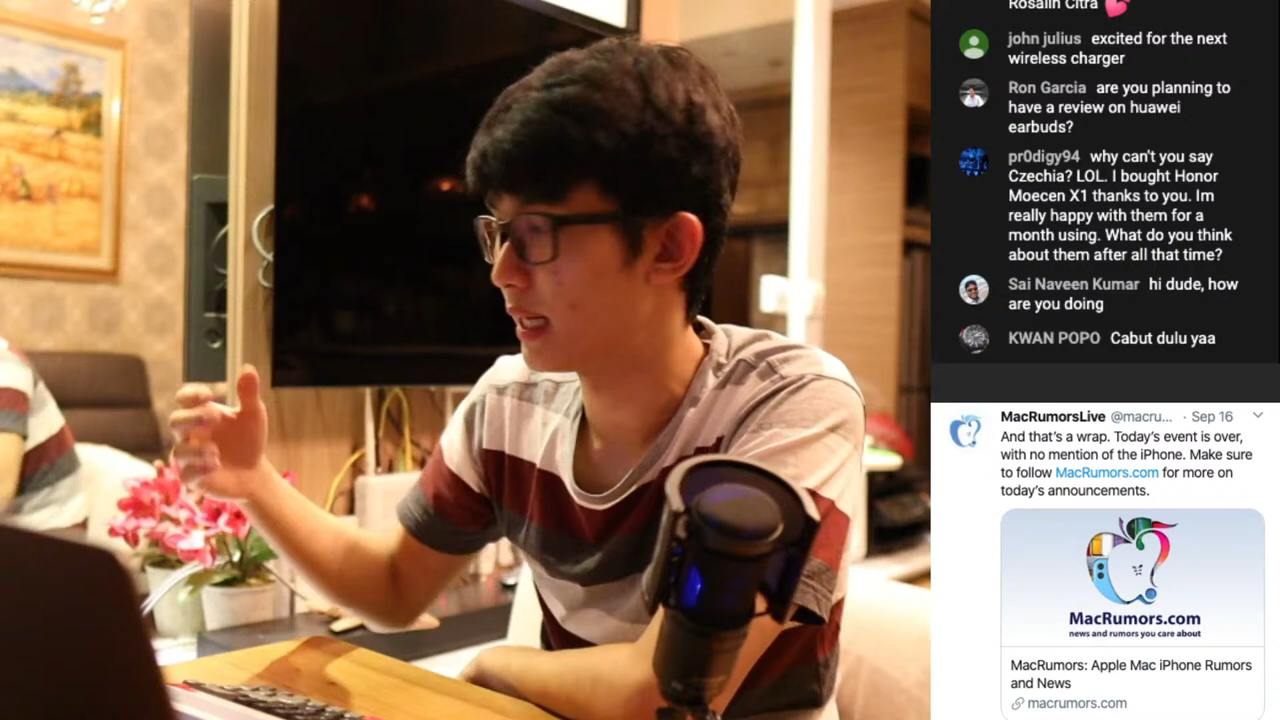 Rosalin Citra
john julius excited for the next
wireless charger
Ron Garcia are you planning to
have a review on huawei
earbuds?
pr0digy94 why can't you say
Czechia? LOL. I bought Honor
Moecen X1 thanks to you. Im
really happy with them for a
month using. What do you think
about them after all that time?
Sai Naveen Kumar hi dude, how
are you doing
KWAN POPO Cabut dulu yaa
MacRumorsLive @macru... · Sep 16
And that's a wrap. Today's event is over,
with no mention of the iPhone. Make sure
to follow MacRumors.com for more on
today's announcements.
MacRumors.com
news and rumors you care about
MacRumors: Apple Mac iPhone Rumors
and News
macrumors.com